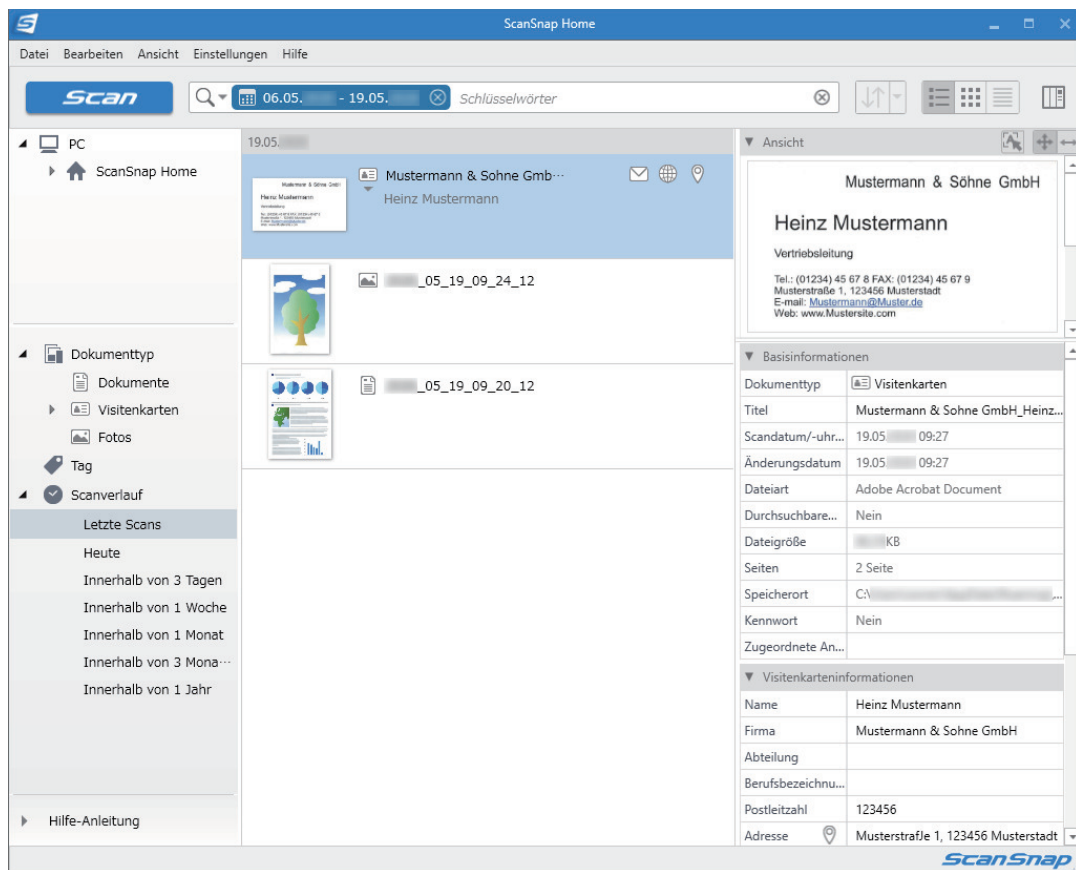 ScanSnap Home
Datei Bearbeiten Ansicht Einstellungen Hilfe
Scan
06.05. - 19.05.
Schlüsselwörter
PC
ScanSnap Home
Dokumenttyp
Dokumente
Visitenkarten
Fotos
Tag
Scanverlauf
Letzte Scans
Heute
Innerhalb von 3 Tagen
Innerhalb von 1 Woche
Innerhalb von 1 Monat
Innerhalb von 3 Mona···
Innerhalb von 1 Jahr
Hilfe-Anleitung
19.05.
Mustermann & Sohne Gmb···
Heinz Mustermann
_05_19_09_24_12
_05_19_09_20_12
Ansicht
Mustermann & Söhne GmbH
Heinz Mustermann
Vertriebsleitung
Tel.: (01234) 45 67 8 FAX: (01234) 45 67 9
Musterstraße 1, 123456 Musterstadt
E-mail: Mustermann@Muster.de
Web: www.Mustersite.com
Basisinformationen
Dokumenttyp Visitenkarten
Titel Mustermann & Sohne GmbH_Heinz...
Scandatum/-uhr... 19.05 09:27
Änderungsdatum 19.05 09:27
Dateiart Adobe Acrobat Document
Durchsuchbare... Nein
Dateigröße KB
Seiten 2 Seite
Speicherort C:\ ...
Kennwort Nein
Zugeordnete An...
Visitenkarteninformationen
Name Heinz Mustermann
Firma Mustermann & Sohne GmbH
Abteilung
Berufsbezeichnu...
Postleitzahl 123456
Adresse MusterstrafJe 1, 123456 Musterstadt
ScanSnap